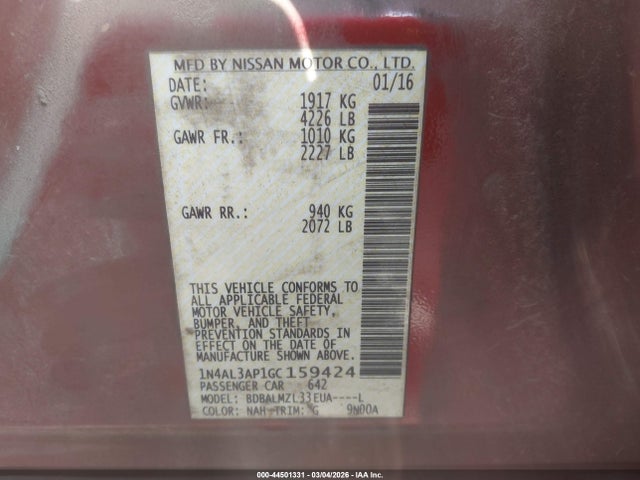 MFD BY NISSAN MOTOR CO., LTD.
DATE: 01/16
GVWR: 1917 KG
4226 LB
GAWR FR.: 1010 KG
2227 LB
GAWR RR.: 940 KG
2072 LB
THIS VEHICLE CONFORMS TO
ALL APPLICABLE FEDERAL
MOTOR VEHICLE SAFETY,
BUMPER, AND THEFT
PREVENTION STANDARDS IN
EFFECT ON THE DATE OF
MANUFACTURE SHOWN ABOVE.
1N4AL3AP1GC159424
PASSENGER CAR 642
MODEL: BDBALMZL33EUA----L
COLOR: NAH TRIM: G 9N00A
000-44501331 - 03/04/2026 - IAA Inc.